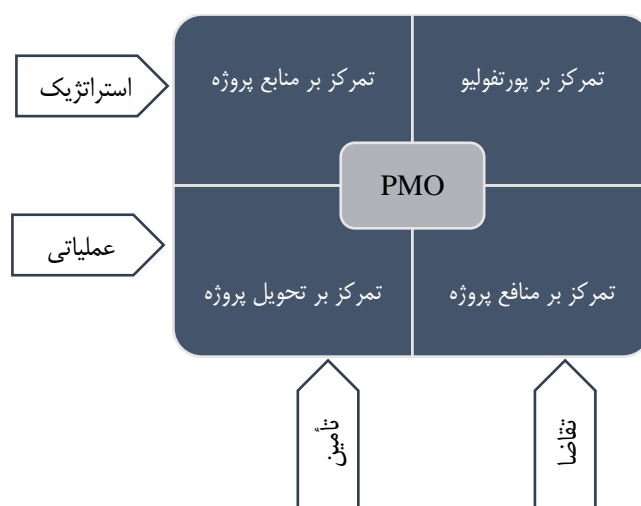 تمرکز بر پورتفولیو
تمرکز بر منابع پروژه
استراتژیک
PMO
عملیاتی
تمرکز بر منافع پروژه
تمرکز بر تحویل پروژه
تقاضا
تأمین